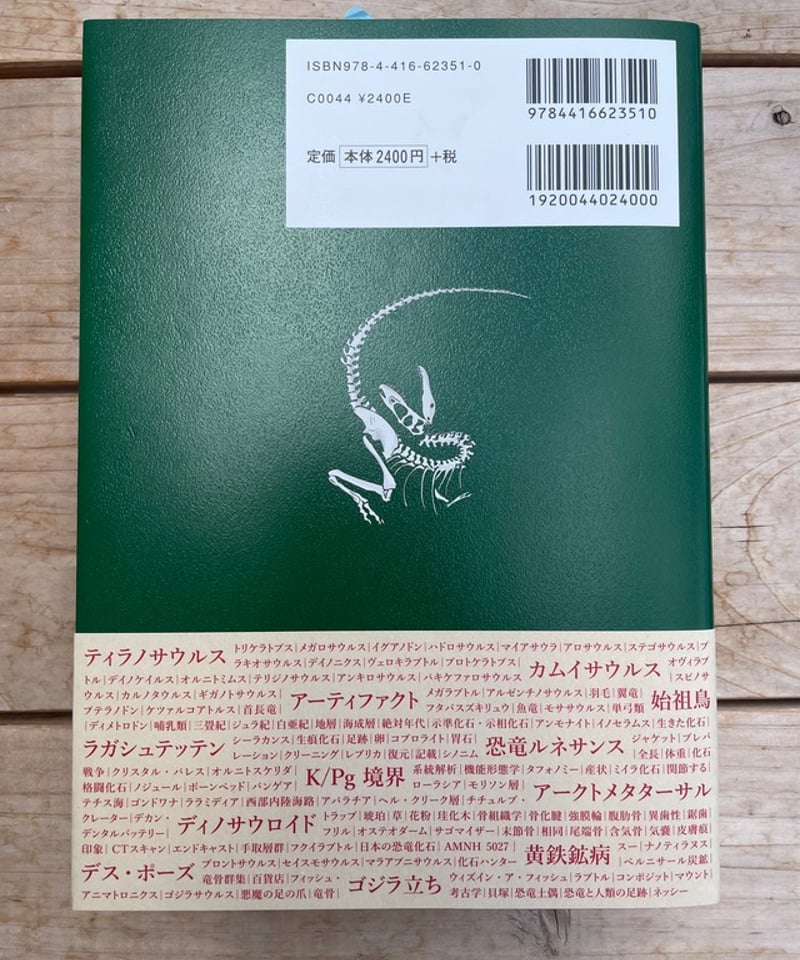 ISBN978-4-416-62351-0
C0044 ¥2400E
定価 本体2400円+税
9784416623510
1920044024000
ティラノサウルス トリケラトプス|メガロサウルス|イグアノドン|ハドロサウルス|マイアサウラ|アロサウルス|ステゴサウルス|ブ
ラキオサウルス|デイノニクス|ヴェロキラプトル|プロトケラトプス| カムイサウルス オヴィラプ
トル|デイノケイルス|オルニトミムス|テリジノサウルス|アンキロサウルス|パキケファロサウルス |スピノサ
ウルス|カルノタウルス|ギガノトサウルス| アーティファクト メガラプトル|アルゼンチノサウルス|羽毛|翼竜| 始祖鳥
プテラノドン|ケツァルコアトルス|首長竜| フタバスズキリュウ|魚竜|モササウルス|単弓類
|ディメトロドン|哺乳類|三畳紀|ジュラ紀|白亜紀|地層|海成層|絶対年代|示準化石・示相化石|アンモナイト|イノセラムス|生きた化石|
ラガシュテッテン シーラカンス|生痕化石|足跡|卵|コプロライト|胃石| 恐竜ルネサンス ジャケット|プレパ
レーション|クリーニング|レプリカ|復元|記載|シノニム |全長|体重|化石
戦争|クリスタル・パレス|オルニトスケリダ| K/Pg 境界 系統解析|機能形態学|タフォノミー|産状|ミイラ化石|関節する|
格闘化石|ノジュール|ボーンベッド|パンゲア| ローラシア|モリソン層| アークトメタターサル
テチス海|ゴンドワナ|ララミディア|西部内陸海路|アパラチア|ヘル・クリーク層|チチュルブ・
クレーター|デカン・ ディノサウロイド トラップ|琥珀|草|花粉|珪化木|骨組織学|骨化腱|強膜輪|腹肋骨|異歯性|鋸歯|
デンタルバッテリー| フリル|オステオダーム|サゴマイザー|末節骨|相同|尾端骨|含気骨|気嚢|皮膚痕|
印象|CTスキャン|エンドキャスト|手取層群|フクイラプトル|日本の恐竜化石|AMNH 5027| 黄鉄鉱病 スー|ナノティラヌス
デス・ポーズ ブロントサウルス|セイスモサウルス|マラアプニサウルス|化石ハンター |ベルニサール炭鉱|
竜骨群集|百貨店|フィッシュ・ ゴジラ立ち ウィズイン・ア・フィッシュ|ラプトル|コンポジット|マウント|
アニマトロニクス|ゴジラサウルス|悪魔の足の爪|竜骨| 考古学|貝塚|恐竜土偶|恐竜と人類の足跡|ネッシー